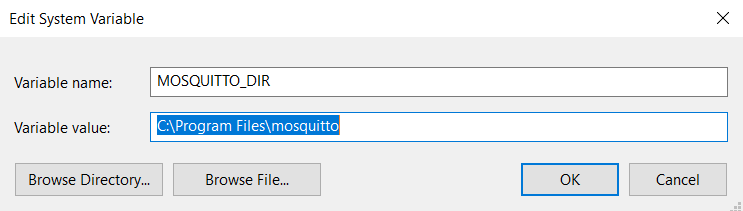 Edit System Variable
Variable name: MOSQUITTO_DIR
Variable value: C:\Program Files\mosquitto
Browse Directory... Browse File... OK Cancel